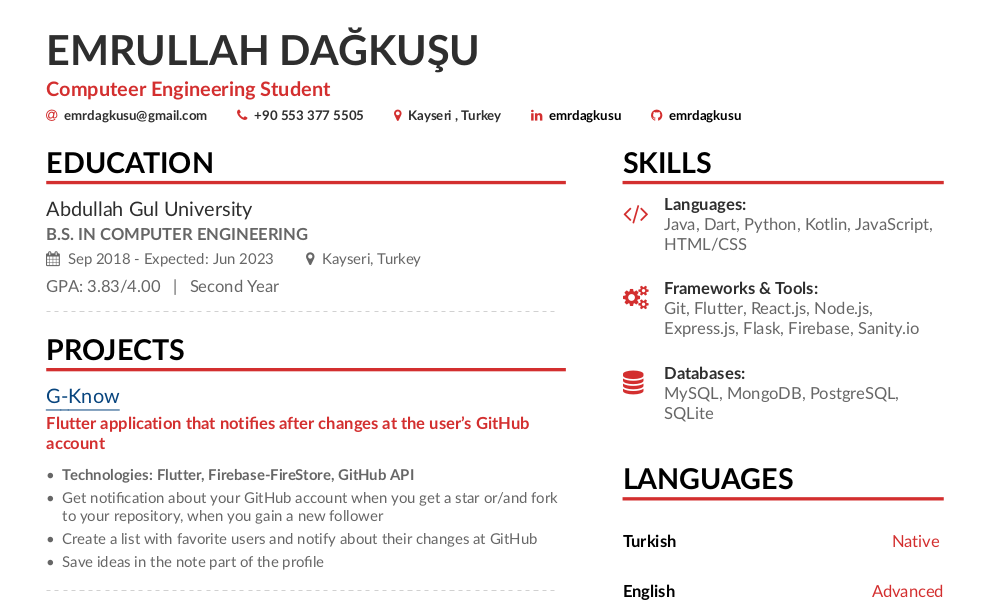 EMRULLAH DAĞKUŞU
Computeer Engineering Student
emrdagkusu@gmail.com +90 553 377 5505 Kayseri , Turkey emrdagkusu emrdagkusu
EDUCATION
Abdullah Gul University
B.S. IN COMPUTER ENGINEERING
Sep 2018 - Expected: Jun 2023 Kayseri, Turkey
GPA: 3.83/4.00 | Second Year
PROJECTS
G-Know
Flutter application that notifies after changes at the user's GitHub
account
• Technologies: Flutter, Firebase-FireStore, GitHub API
• Get notification about your GitHub account when you get a star or/and fork
to your repository, when you gain a new follower
• Create a list with favorite users and notify about their changes at GitHub
• Save ideas in the note part of the profile
SKILLS
Languages:
Java, Dart, Python, Kotlin, JavaScript,
HTML/CSS
Frameworks & Tools:
Git, Flutter, React.js, Node.js,
Express.js, Flask, Firebase, Sanity.io
Databases:
MySQL, MongoDB, PostgreSQL,
SQLite
LANGUAGES
Turkish Native
English Advanced